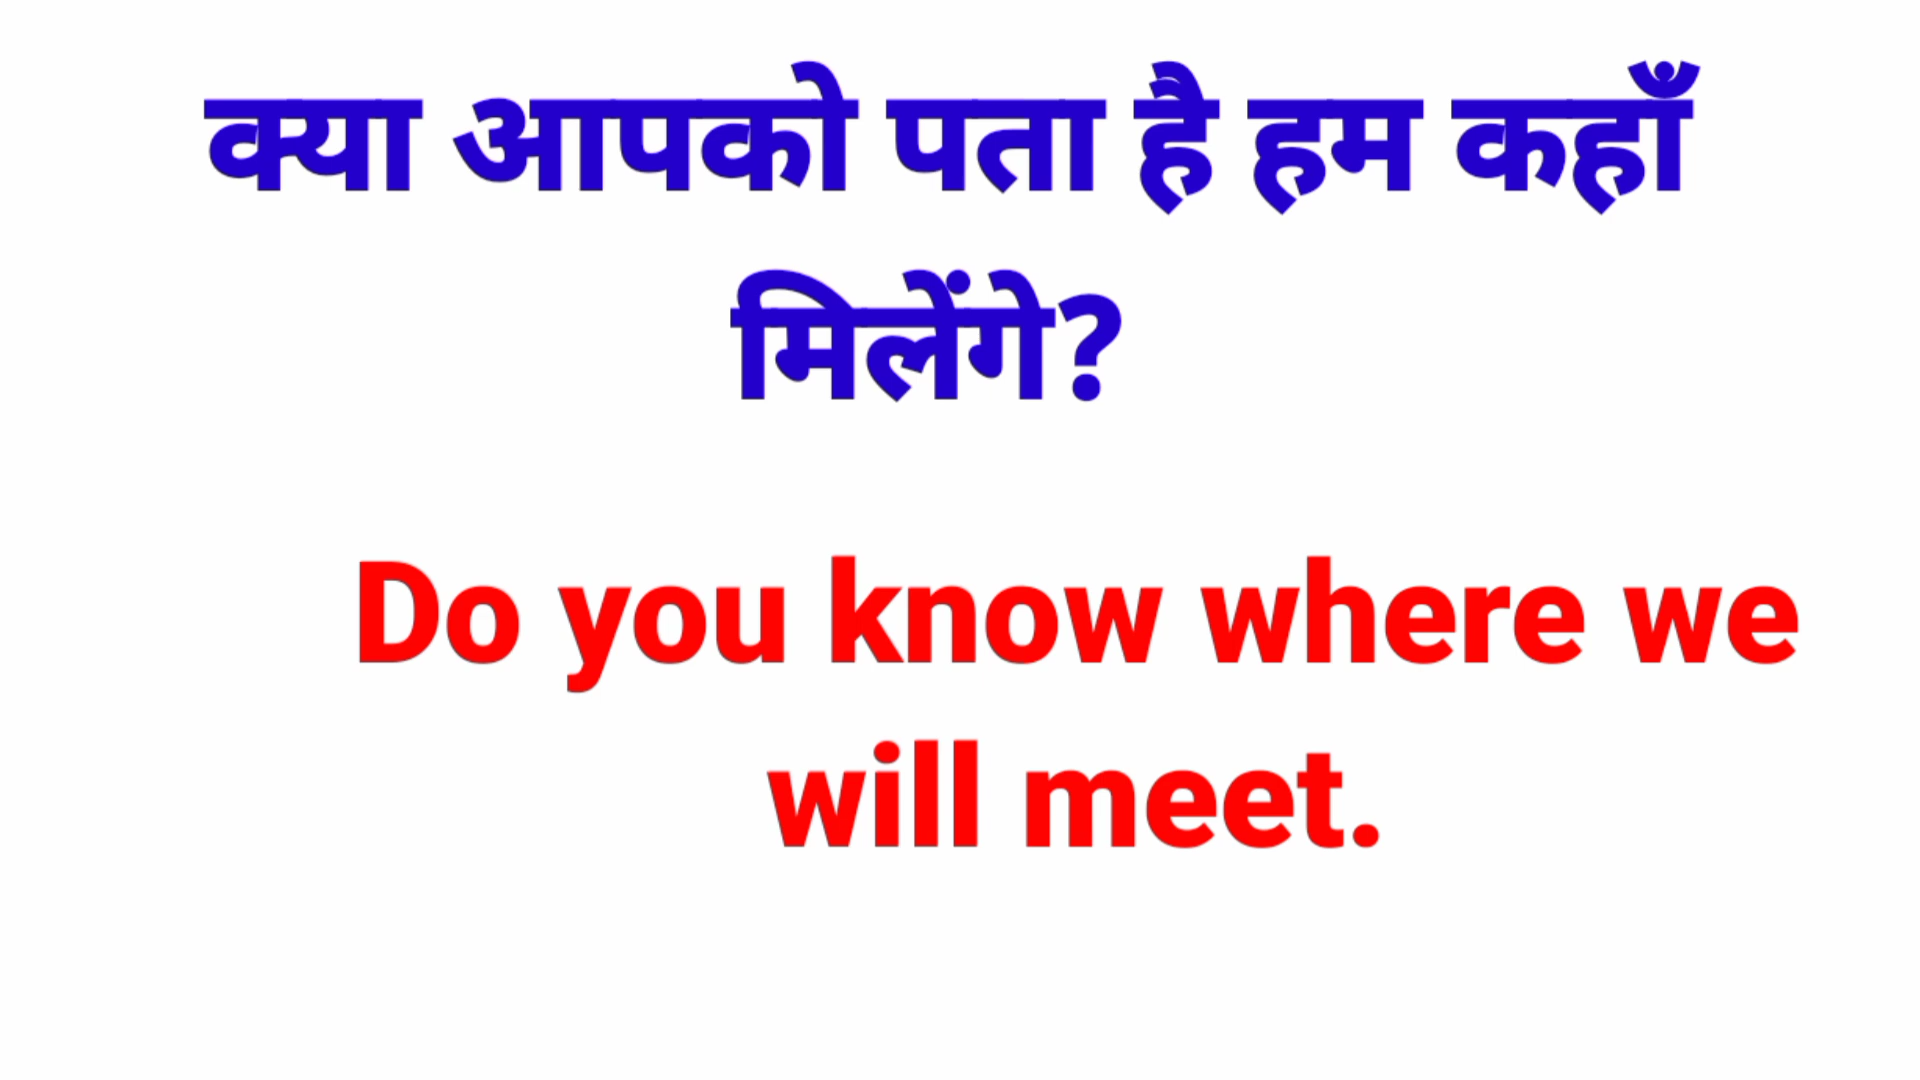 क्या आपको पता है हम कहाँ
मिलेंगे?
Do you know where we
will meet.